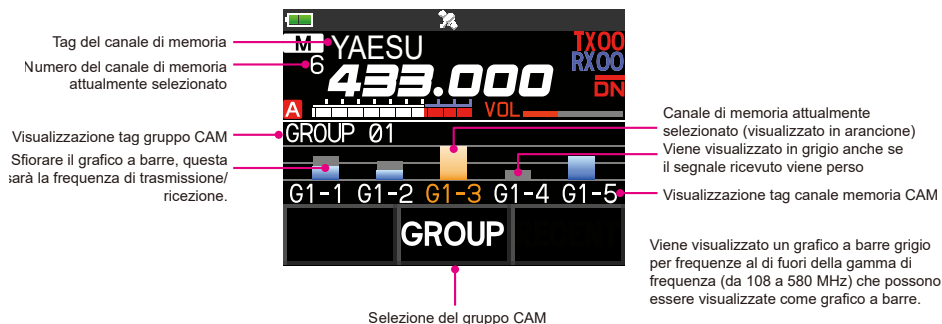 Tag del canale di memoria
Numero del canale di memoria
attualmente selezionato
Visualizzazione tag gruppo CAM
Sfiorare il grafico a barre, questa
sarà la frequenza di trasmissione/
ricezione.
M
YAESU
6
433.000
TX00
RX00
DN
A
VOL
GROUP 01
G1-1 G1-2 G1-3 G1-4 G1-5
GROUP
Canale di memoria attualmente
selezionato (visualizzato in arancione)
Viene visualizzato in grigio anche se
il segnale ricevuto viene perso
Visualizzazione tag canale memoria CAM
Viene visualizzato un grafico a barre grigio
per frequenze al di fuori della gamma di
frequenza (da 108 a 580 MHz) che possono
essere visualizzate come grafico a barre.
Selezione del gruppo CAM